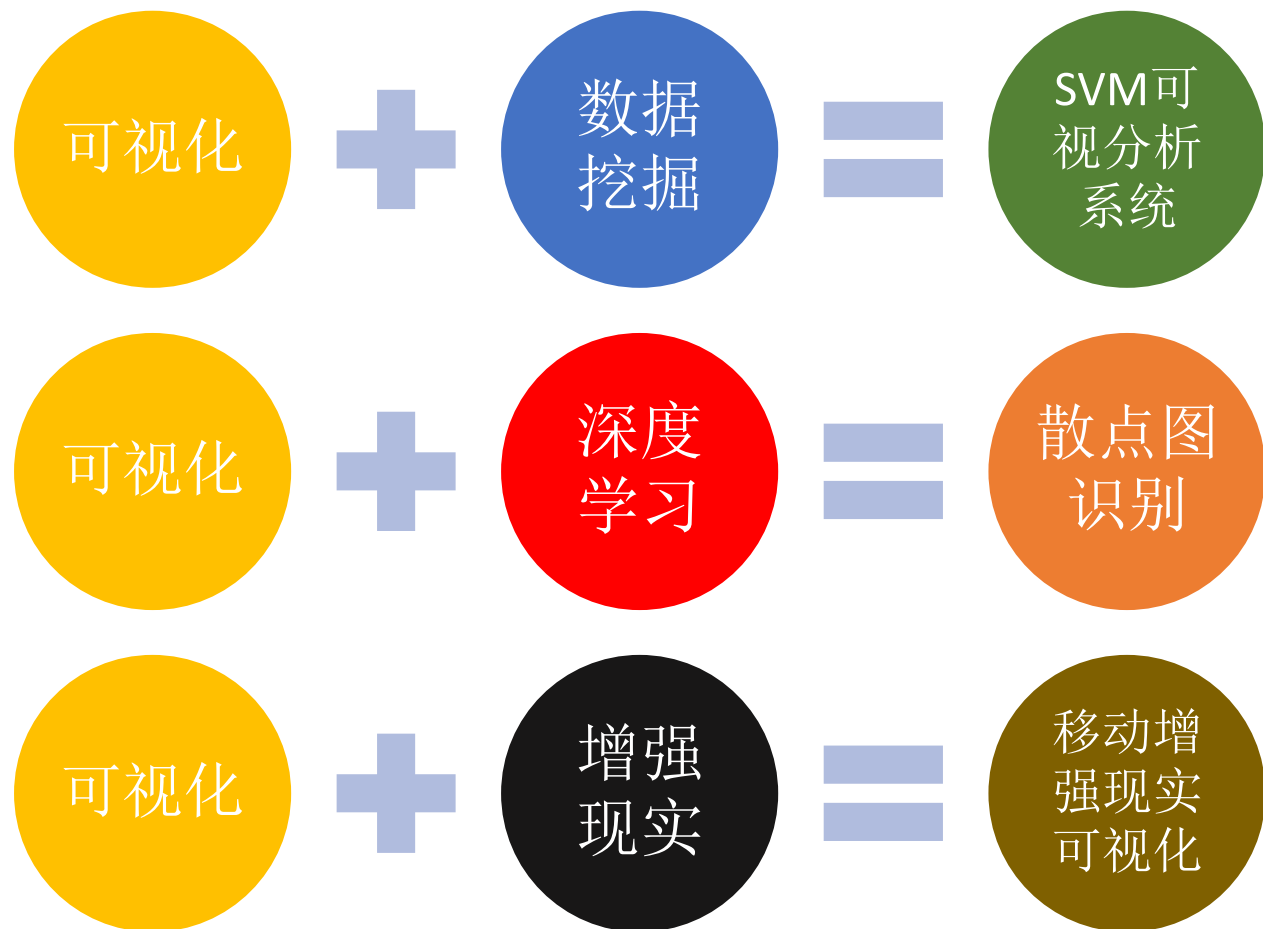 可视化
数据
挖掘
SVM可
视分析
系统
可视化
深度
学习
散点图
识别
可视化
增强
现实
移动增
强现实
可视化